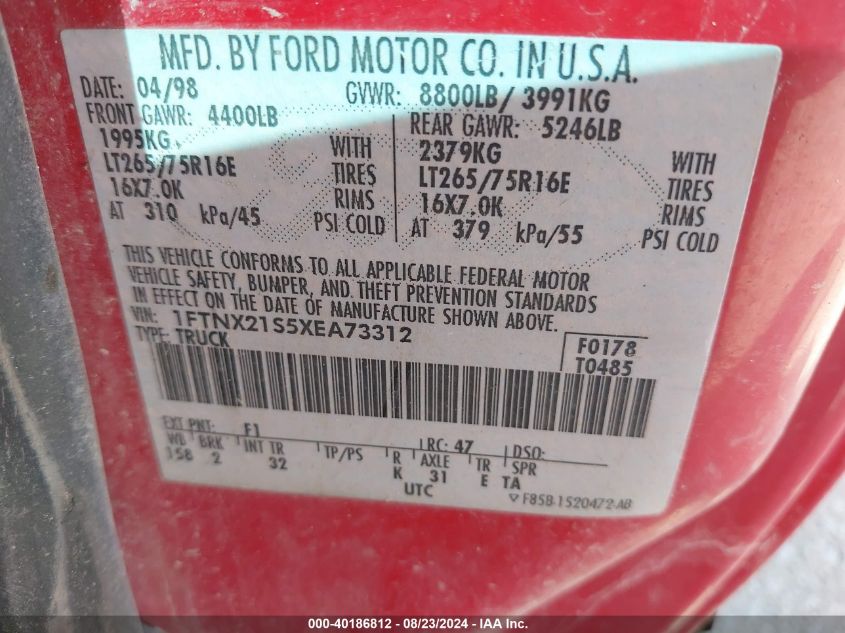 MFD. BY FORD MOTOR CO. IN U.S.A.
DATE: 04/98 GVWR: 8800LB/ 3991KG
FRONT GAWR: 4400LB REAR GAWR: 5246LB
1995KG WITH 2379KG WITH
LT265/75R16E TIRES LT265/75R16E TIRES
16X7.0K RIMS 16X7.0K RIMS
AT 310 kPa/45 PSI COLD AT 379 kPa/55 PSI COLD
THIS VEHICLE CONFORMS TO ALL APPLICABLE FEDERAL MOTOR
VEHICLE SAFETY, BUMPER, AND THEFT PREVENTION STANDARDS
IN EFFECT ON THE DATE OF MANUFACTURE SHOWN ABOVE.
VIN: 1FTNX21S5XEA73312
TYPE: TRUCK
F0178
T0485
EXT PNT: F1 RC: 47 DSO:
WB BRK INT TR TP/PS R AXLE TR SPR
158 2 32 K 31 E TA
UTC
F85B-1520472-AB
000-40186812 - 08/23/2024 - IAA Inc.